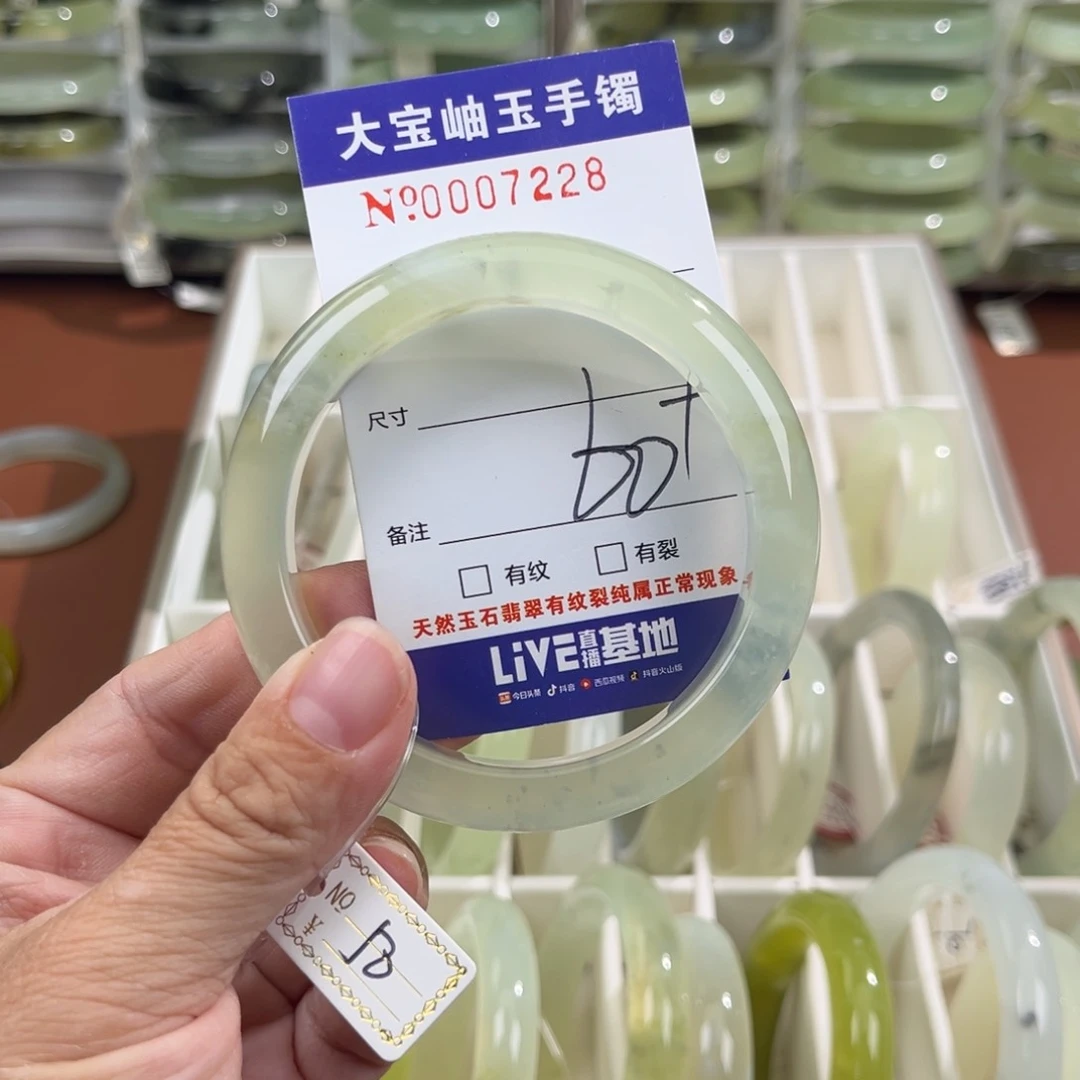 大宝岫玉手镯
№0007228
尺寸
备注
□ 有纹 □ 有裂
天然玉石翡翠有纹裂纯属正常现象
LiVE直播基地
今日头条 抖音 西瓜视频 抖音火山版
NO
¥